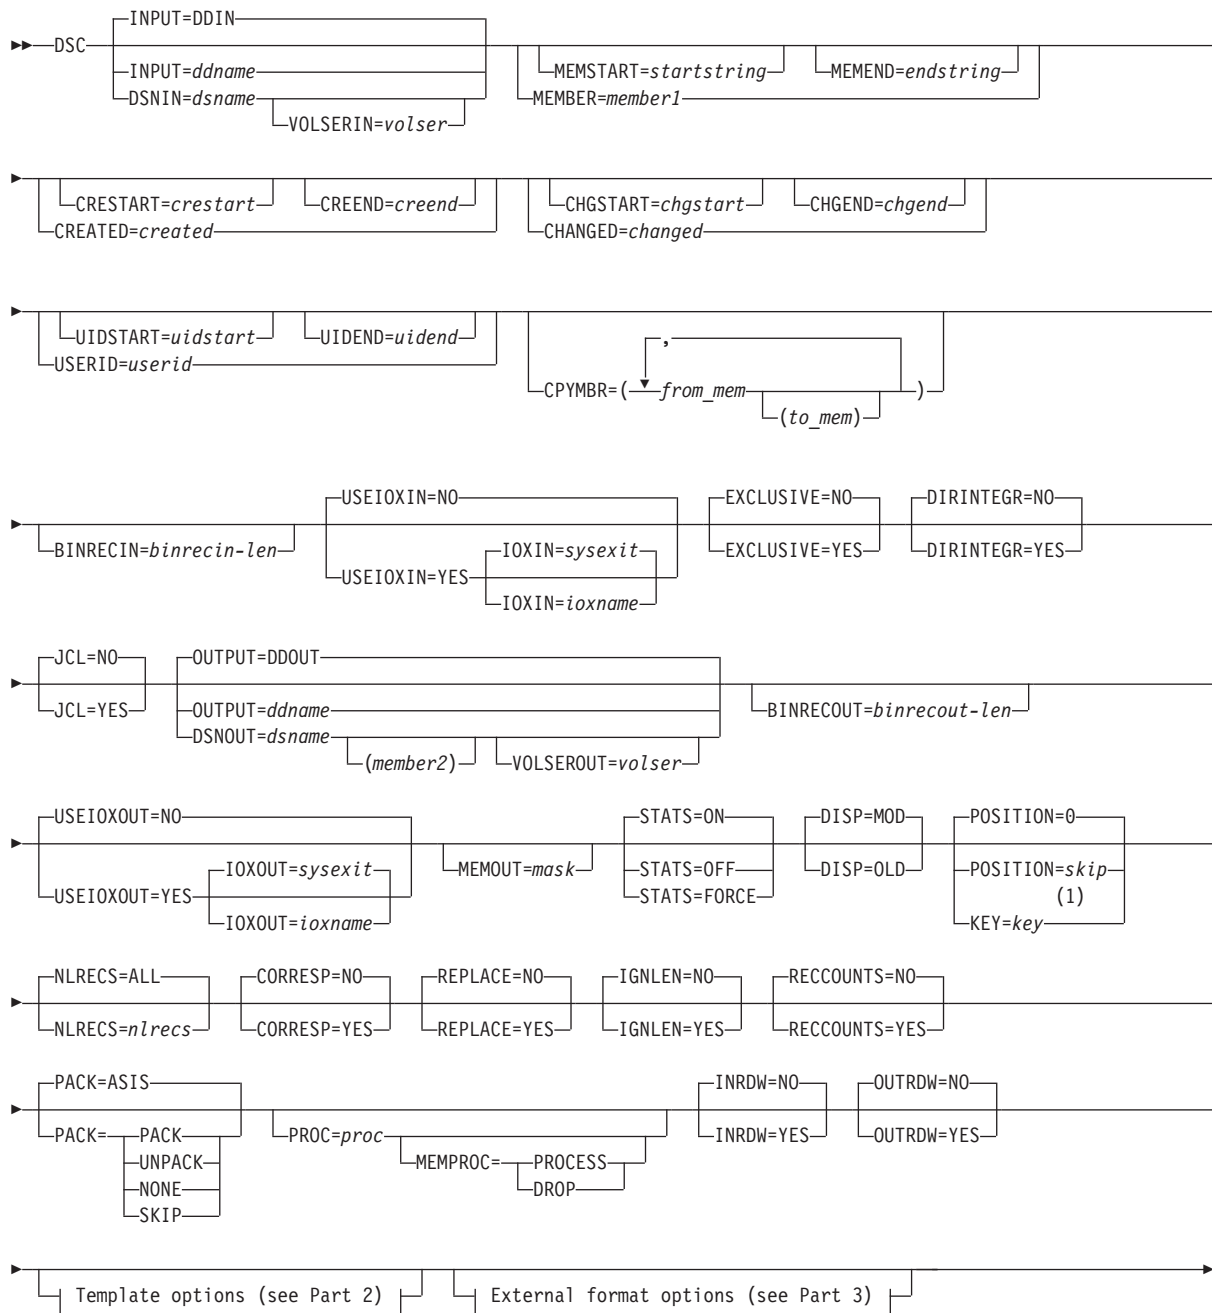 INPUT=DDIN
DSC
INPUT=ddname MEMSTART=startstring MEMEND=endstring
DSNIN=dsname MEMBER=member1
VOLSERIN=volser
CRESTART=crestart CREEND=creend CHGSTART=chgstart CHGEND=chgend
CREATED=created CHANGED=changed
UIDSTART=uidstart UIDEND=uidend ,
USERID=userid
CPYMBR=( from_mem )
(to_mem)
USEIOXIN=NO EXCLUSIVE=NO DIRINTEGR=NO
BINRECIN=binrecin-len IOXIN=sysexit EXCLUSIVE=YES DIRINTEGR=YES
USEIOXIN=YES
IOXIN=ioxname
JCL=NO OUTPUT=DDOUT
JCL=YES OUTPUT=ddname BINRECOUT=binrecout-len
DSNOUT=dsname
(member2) VOLSEROUT=volser
USEIOXOUT=NO STATS=ON DISP=MOD POSITION=0
IOXOUT=sysexit MEMOUT=mask STATS=OFF DISP=OLD POSITION=skip
USEIOXOUT=YES STATS=FORCE (1)
IOXOUT=ioxname KEY=key
NLRECS=ALL CORRESP=NO REPLACE=NO IGNLEN=NO RECCOUNTS=NO
NLRECS=nlrecs CORRESP=YES REPLACE=YES IGNLEN=YES RECCOUNTS=YES
PACK=ASIS INRDW=NO OUTRDW=NO
PACK= PACK PROC=proc INRDW=YES OUTRDW=YES
UNPACK MEMPROC= PROCESS
NONE DROP
SKIP
Template options (see Part 2) External format options (see Part 3)